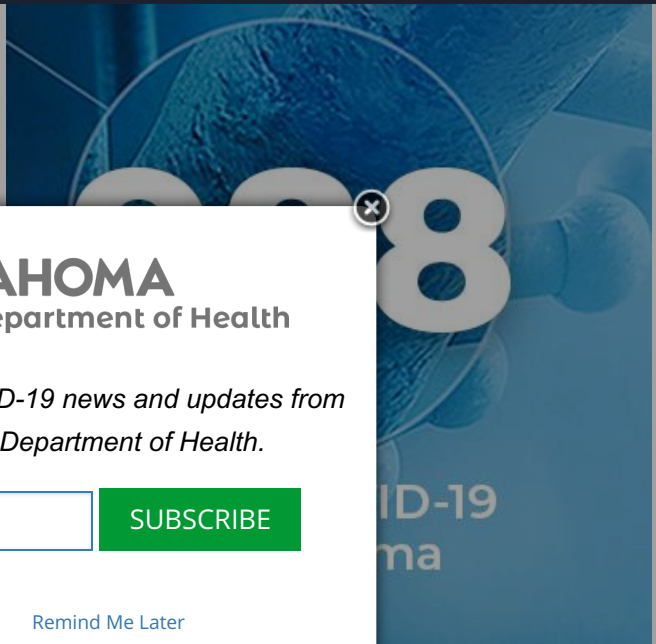 8
AHOMA
epartment of Health
D-19 news and updates from
Department of Health.
SUBSCRIBE
ID-19
ma
Remind Me Later